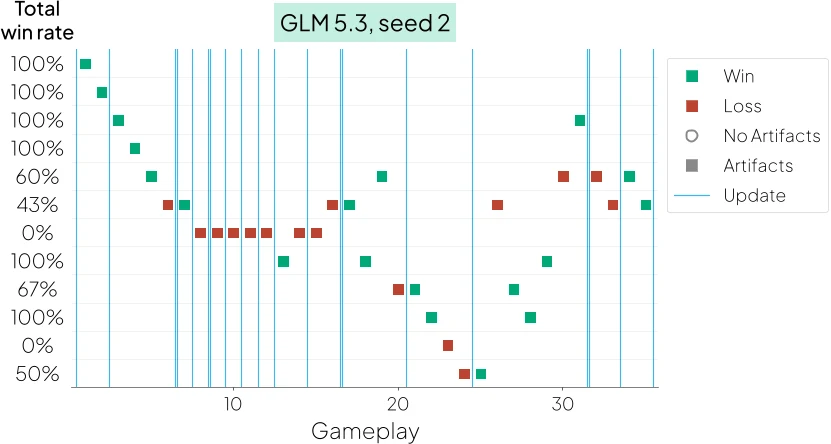 Total
win rate
GLM 5.3, seed 2
100%
100%
100%
100%
60%
43%
0%
100%
67%
100%
0%
50%
10
20
30
Gameplay
Win
Loss
No Artifacts
Artifacts
Update